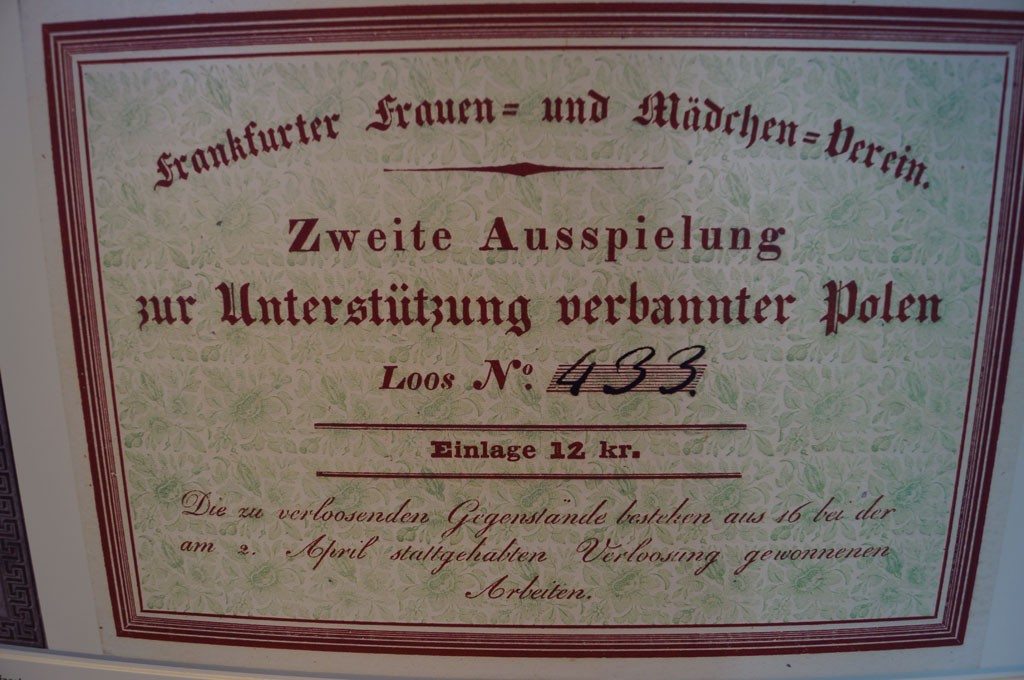 Frankfurter Frauen= und Mädchen=Verein.
Zweite Ausspielung
zur Unterstützung verbannter Polen
Loos No. 433.
Einlage 12 kr.
Die zu verloosenden Gegenstände bestehen aus 16 bei der
am 2. April stattgehabten Verloosung gewonnenen
Arbeiten.